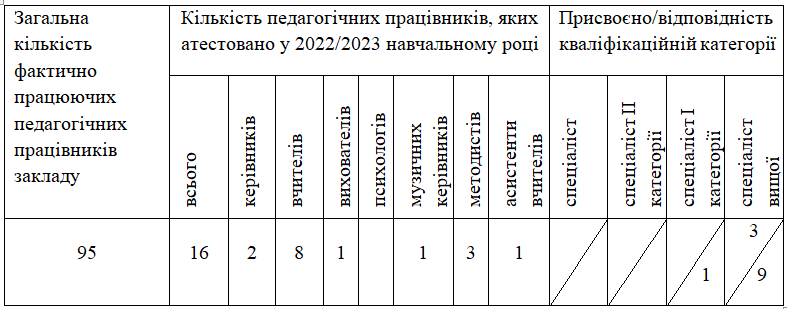 Загальна
кількість
фактично
працюючих
педагогічних
працівників
закладу
Кількість педагогічних працівників, яких
атестовано у 2022/2023 навчальному році
Присвоєно/відповідність
кваліфікаційній категорії
всього
керівників
вчителів
вихователів
психологів
музичних
керівників
методистів
асистенти
вчителів
спеціаліст
спеціаліст ІІ
категорії
спеціаліст І
категорії
спеціаліст
вищої
95
16
2
8
1
1
3
1
1
3
9